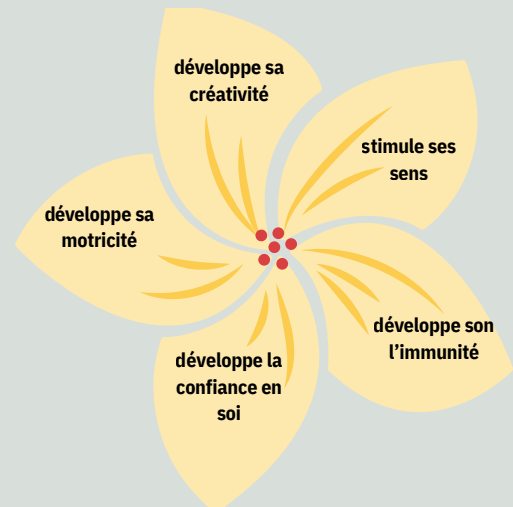 développe sa
créativité
stimule ses
sens
développe sa
motricité
développe son
l'immunité
développe la
confiance en
soi